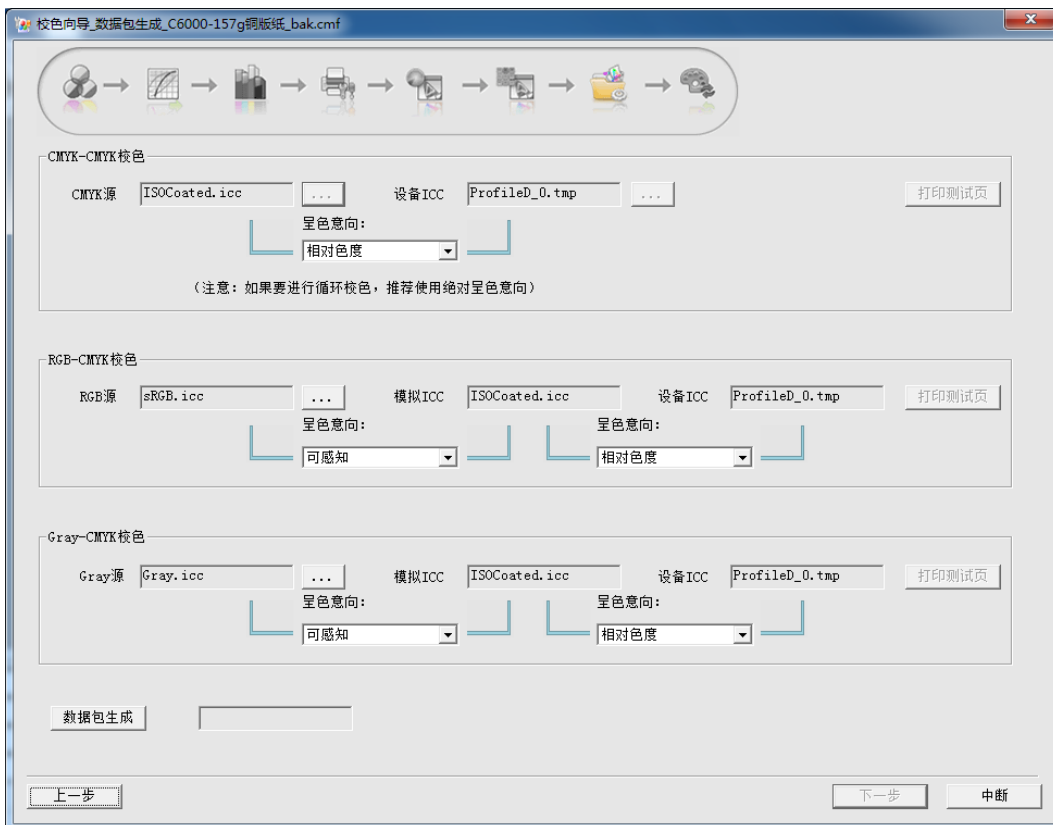 校色向导_数据包生成_C6000-157g铜版纸_bak.cmf
CMYK-CMYK校色
CMYK源 ISOCoated.icc ... 设备ICC ProfileD_0.tmp ... 打印测试页
呈色意向:
相对色度
(注意: 如果要进行循环校色, 推荐使用绝对呈色意向)
RGB-CMYK校色
RGB源 sRGB.icc ... 模拟ICC ISOCoated.icc 设备ICC ProfileD_0.tmp 打印测试页
呈色意向: 呈色意向:
可感知 相对色度
Gray-CMYK校色
Gray源 Gray.icc ... 模拟ICC ISOCoated.icc 设备ICC ProfileD_0.tmp 打印测试页
呈色意向: 呈色意向:
可感知 相对色度
数据包生成
上一步 下一步 中断